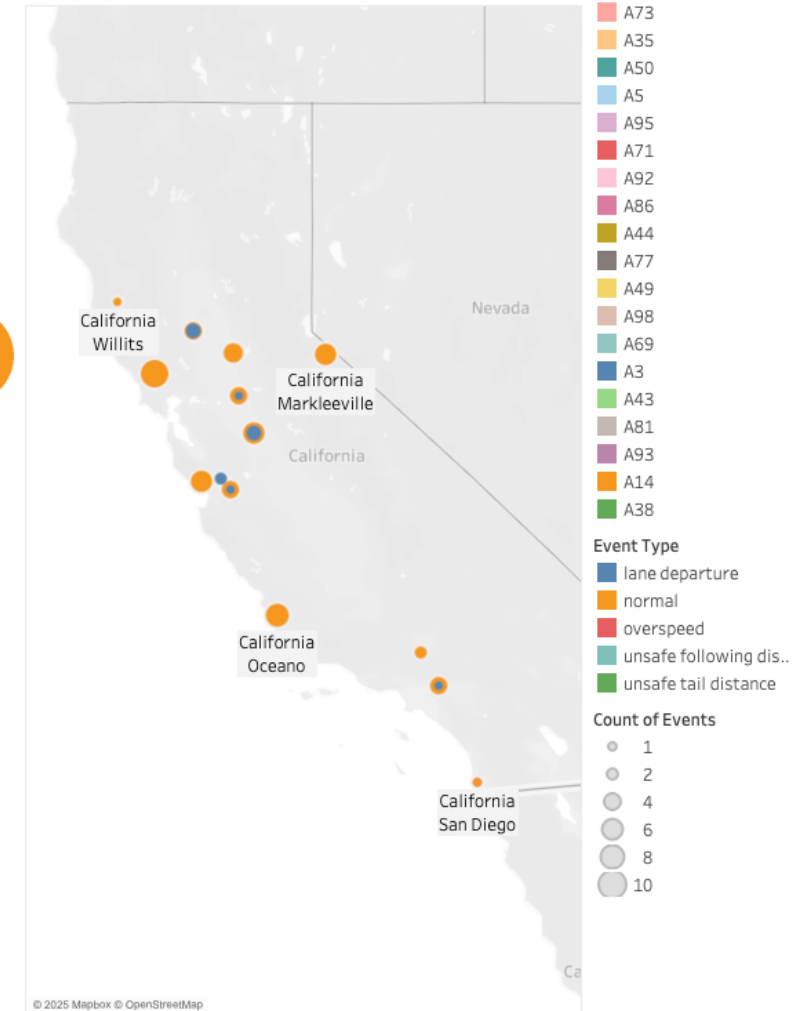 Nevada
California
Willits
California
Markleeville
California
California
Oceano
California
San Diego
Ca
© 2025 Mapbox © OpenStreetMap
A73
A35
A50
A5
A95
A71
A92
A86
A44
A77
A49
A98
A69
A3
A43
A81
A93
A14
A38
Event Type
lane departure
normal
overspeed
unsafe following dis..
unsafe tail distance
Count of Events
1
2
4
6
8
10